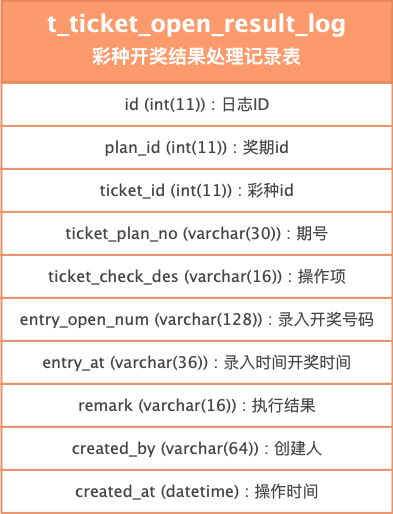 t_ticket_open_result_log
彩种开奖结果处理记录表
id (int(11))：日志ID
plan_id (int(11))：奖期id
ticket_id (int(11))：彩种id
ticket_plan_no (varchar(30))：期号
ticket_check_des (varchar(16))：操作项
entry_open_num (varchar(128))：录入开奖号码
entry_at (varchar(36))：录入时间开奖时间
remark (varchar(16))：执行结果
created_by (varchar(64))：创建人
created_at (datetime)：操作时间